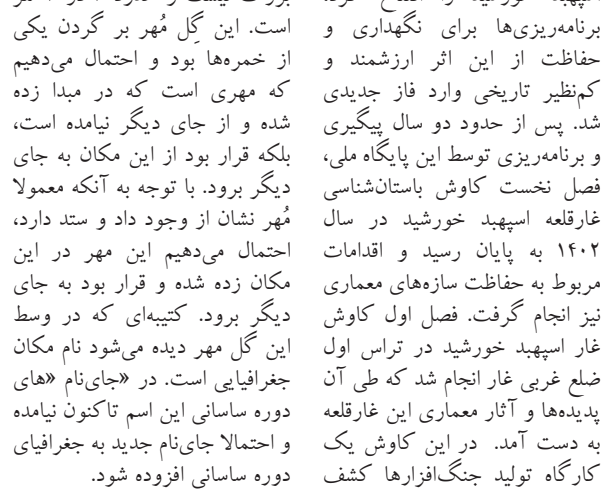 برنامه‌ریزی‌ها برای نگهداری و
حفاظت از این اثر ارزشمند و
کم‌نظیر تاریخی وارد فاز جدیدی
شد. پس از حدود دو سال پیگیری
و برنامه‌ریزی توسط این پایگاه ملی،
فصل نخست کاوش باستان‌شناسی
غارقلعه اسپهبد خورشید در سال
۱۴۰۲ به پایان رسید و اقدامات
مربوط به حفاظت سازه‌های معماری
نیز انجام گرفت. فصل اول کاوش
غار اسپهبد خورشید در تراس اول
ضلع غربی غار انجام شد که طی آن
پدیده‌ها و آثار معماری این غارقلعه
به دست آمد. در این کاوش یک
کارگاه تولید جنگ‌افزارها کشف
است. این گِل مُهر بر گردن یکی
از خمره‌ها بود و احتمال می‌دهیم
که مهری است که در مبدا زده
شده و از جای دیگر نیامده است،
بلکه قرار بود از این مکان به جای
دیگر برود. با توجه به آنکه معمولا
مُهر نشان از وجود داد و ستد دارد،
احتمال می‌دهیم این مهر در این
مکان زده شده و قرار بود به جای
دیگر برود. کتیبه‌ای که در وسط
این گل مهر دیده می‌شود نام مکان
جغرافیایی است. در «جای‌نام «های
دوره ساسانی این اسم تاکنون نیامده
و احتمالا جای‌نام جدید به جغرافیای
دوره ساسانی افزوده شود.